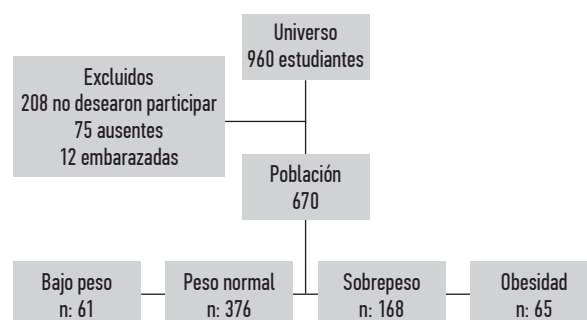 Universo
960 estudiantes
Excluidos
208 no desearon participar
75 ausentes
12 embarazadas
Población
670
Bajo peso
n: 61
Peso normal
n: 376
Sobrepeso
n: 168
Obesidad
n: 65